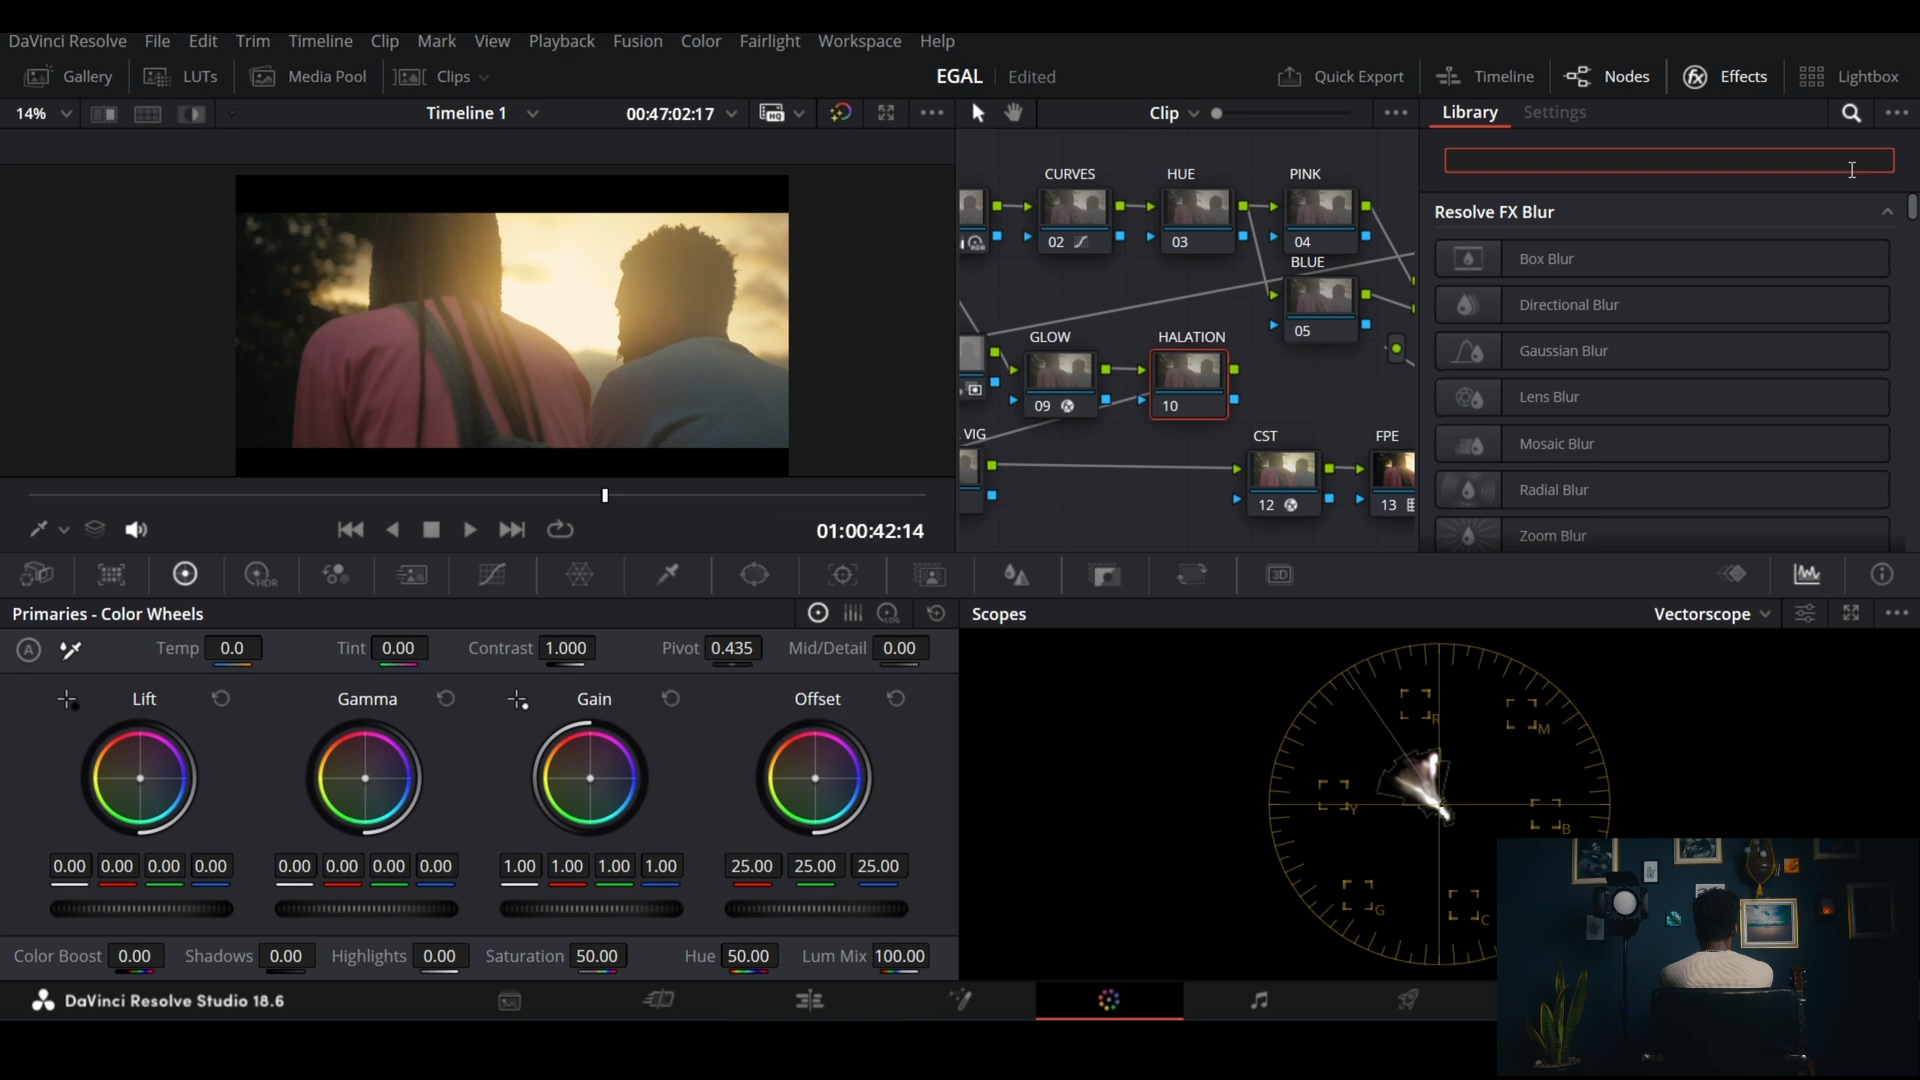 DaVinci Resolve File Edit Trim Timeline Clip Mark View Playback Fusion Color Fairlight Workspace Help
Gallery LUTs Media Pool Clips EGAL Edited Quick Export Timeline Nodes Effects Lightbox
14% Timeline 1 00:47:02:17 HQ Clip Library Settings
CURVES HUE PINK
02 03 04
BLUE
05
GLOW HALATION
09 10
VIG CST FPE
12 13
Resolve FX Blur
Box Blur
Directional Blur
Gaussian Blur
Lens Blur
Mosaic Blur
Radial Blur
Zoom Blur
01:00:42:14
HDR 3D
Primaries - Color Wheels LOG Scopes Vectorscope
A Temp 0.0 Tint 0.00 Contrast 1.000 Pivot 0.435 Mid/Detail 0.00
Lift Gamma Gain Offset
0.00 0.00 0.00 0.00 0.00 0.00 0.00 0.00 1.00 1.00 1.00 1.00 25.00 25.00 25.00
R M
Y B
G C
Color Boost 0.00 Shadows 0.00 Highlights 0.00 Saturation 50.00 Hue 50.00 Lum Mix 100.00
DaVinci Resolve Studio 18.6